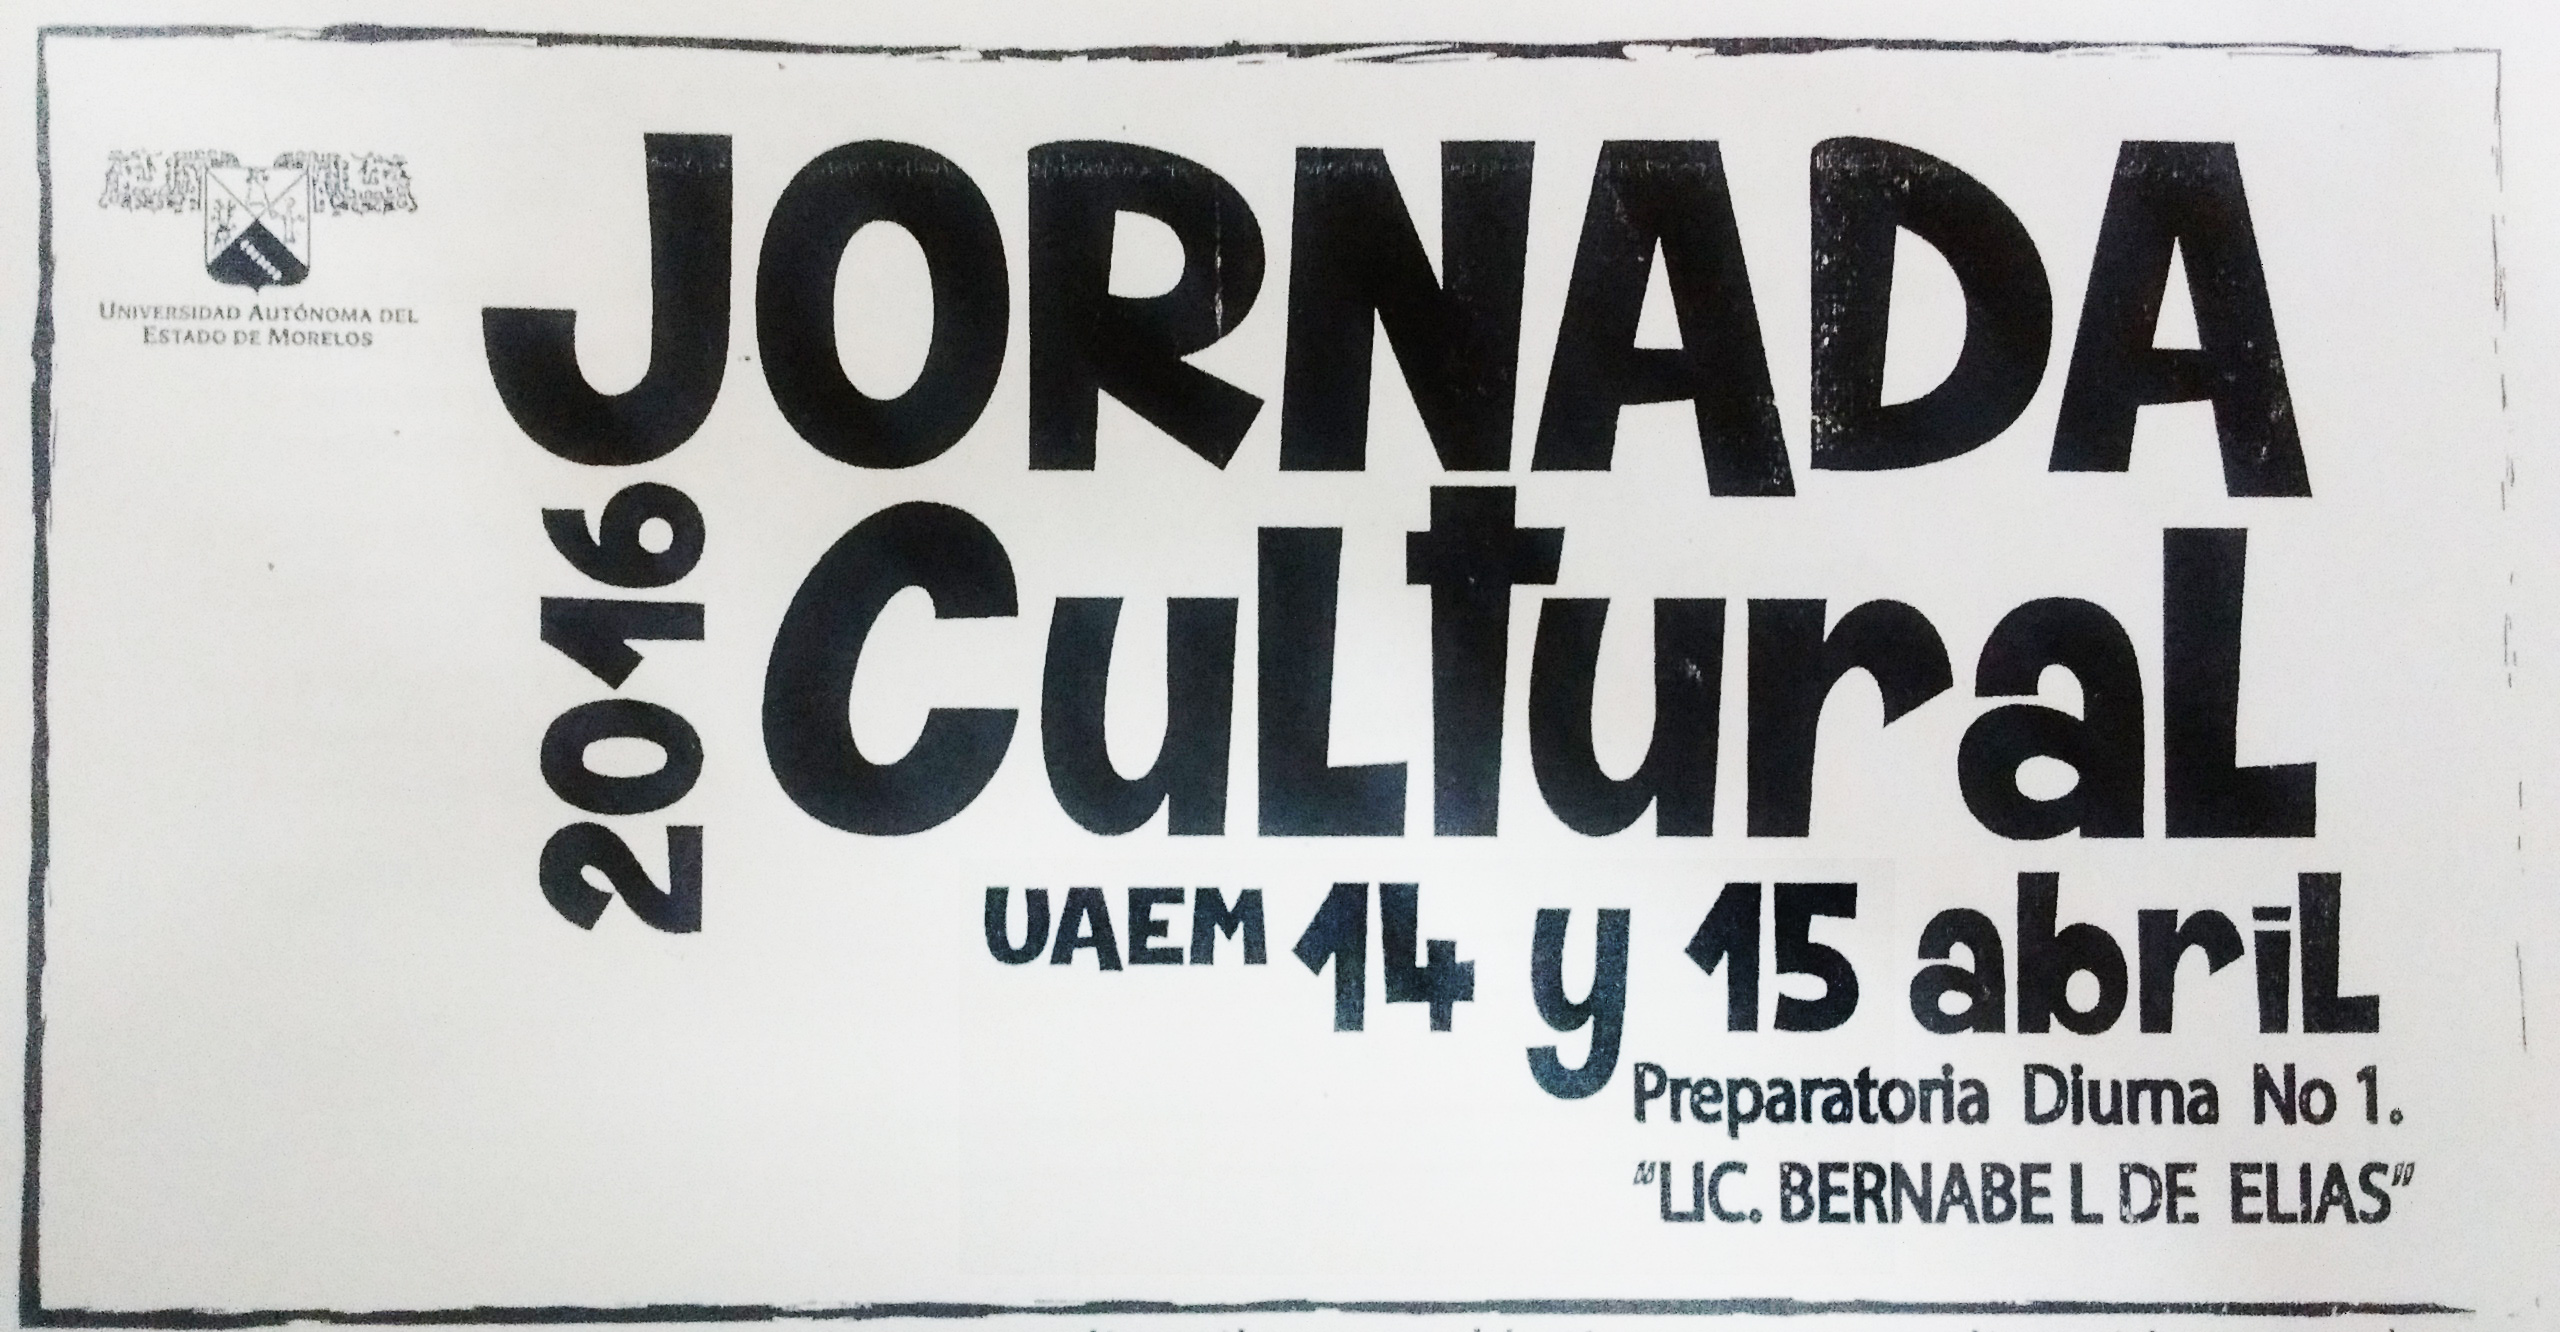 UNIVERSIDAD AUTÓNOMA DEL
ESTADO DE MORELOS
JORNADA
2016
CuLturaL
UAEM 14 y 15 abriL
Preparatoria Diurna No 1.
"LIC. BERNABE L DE ELIAS"